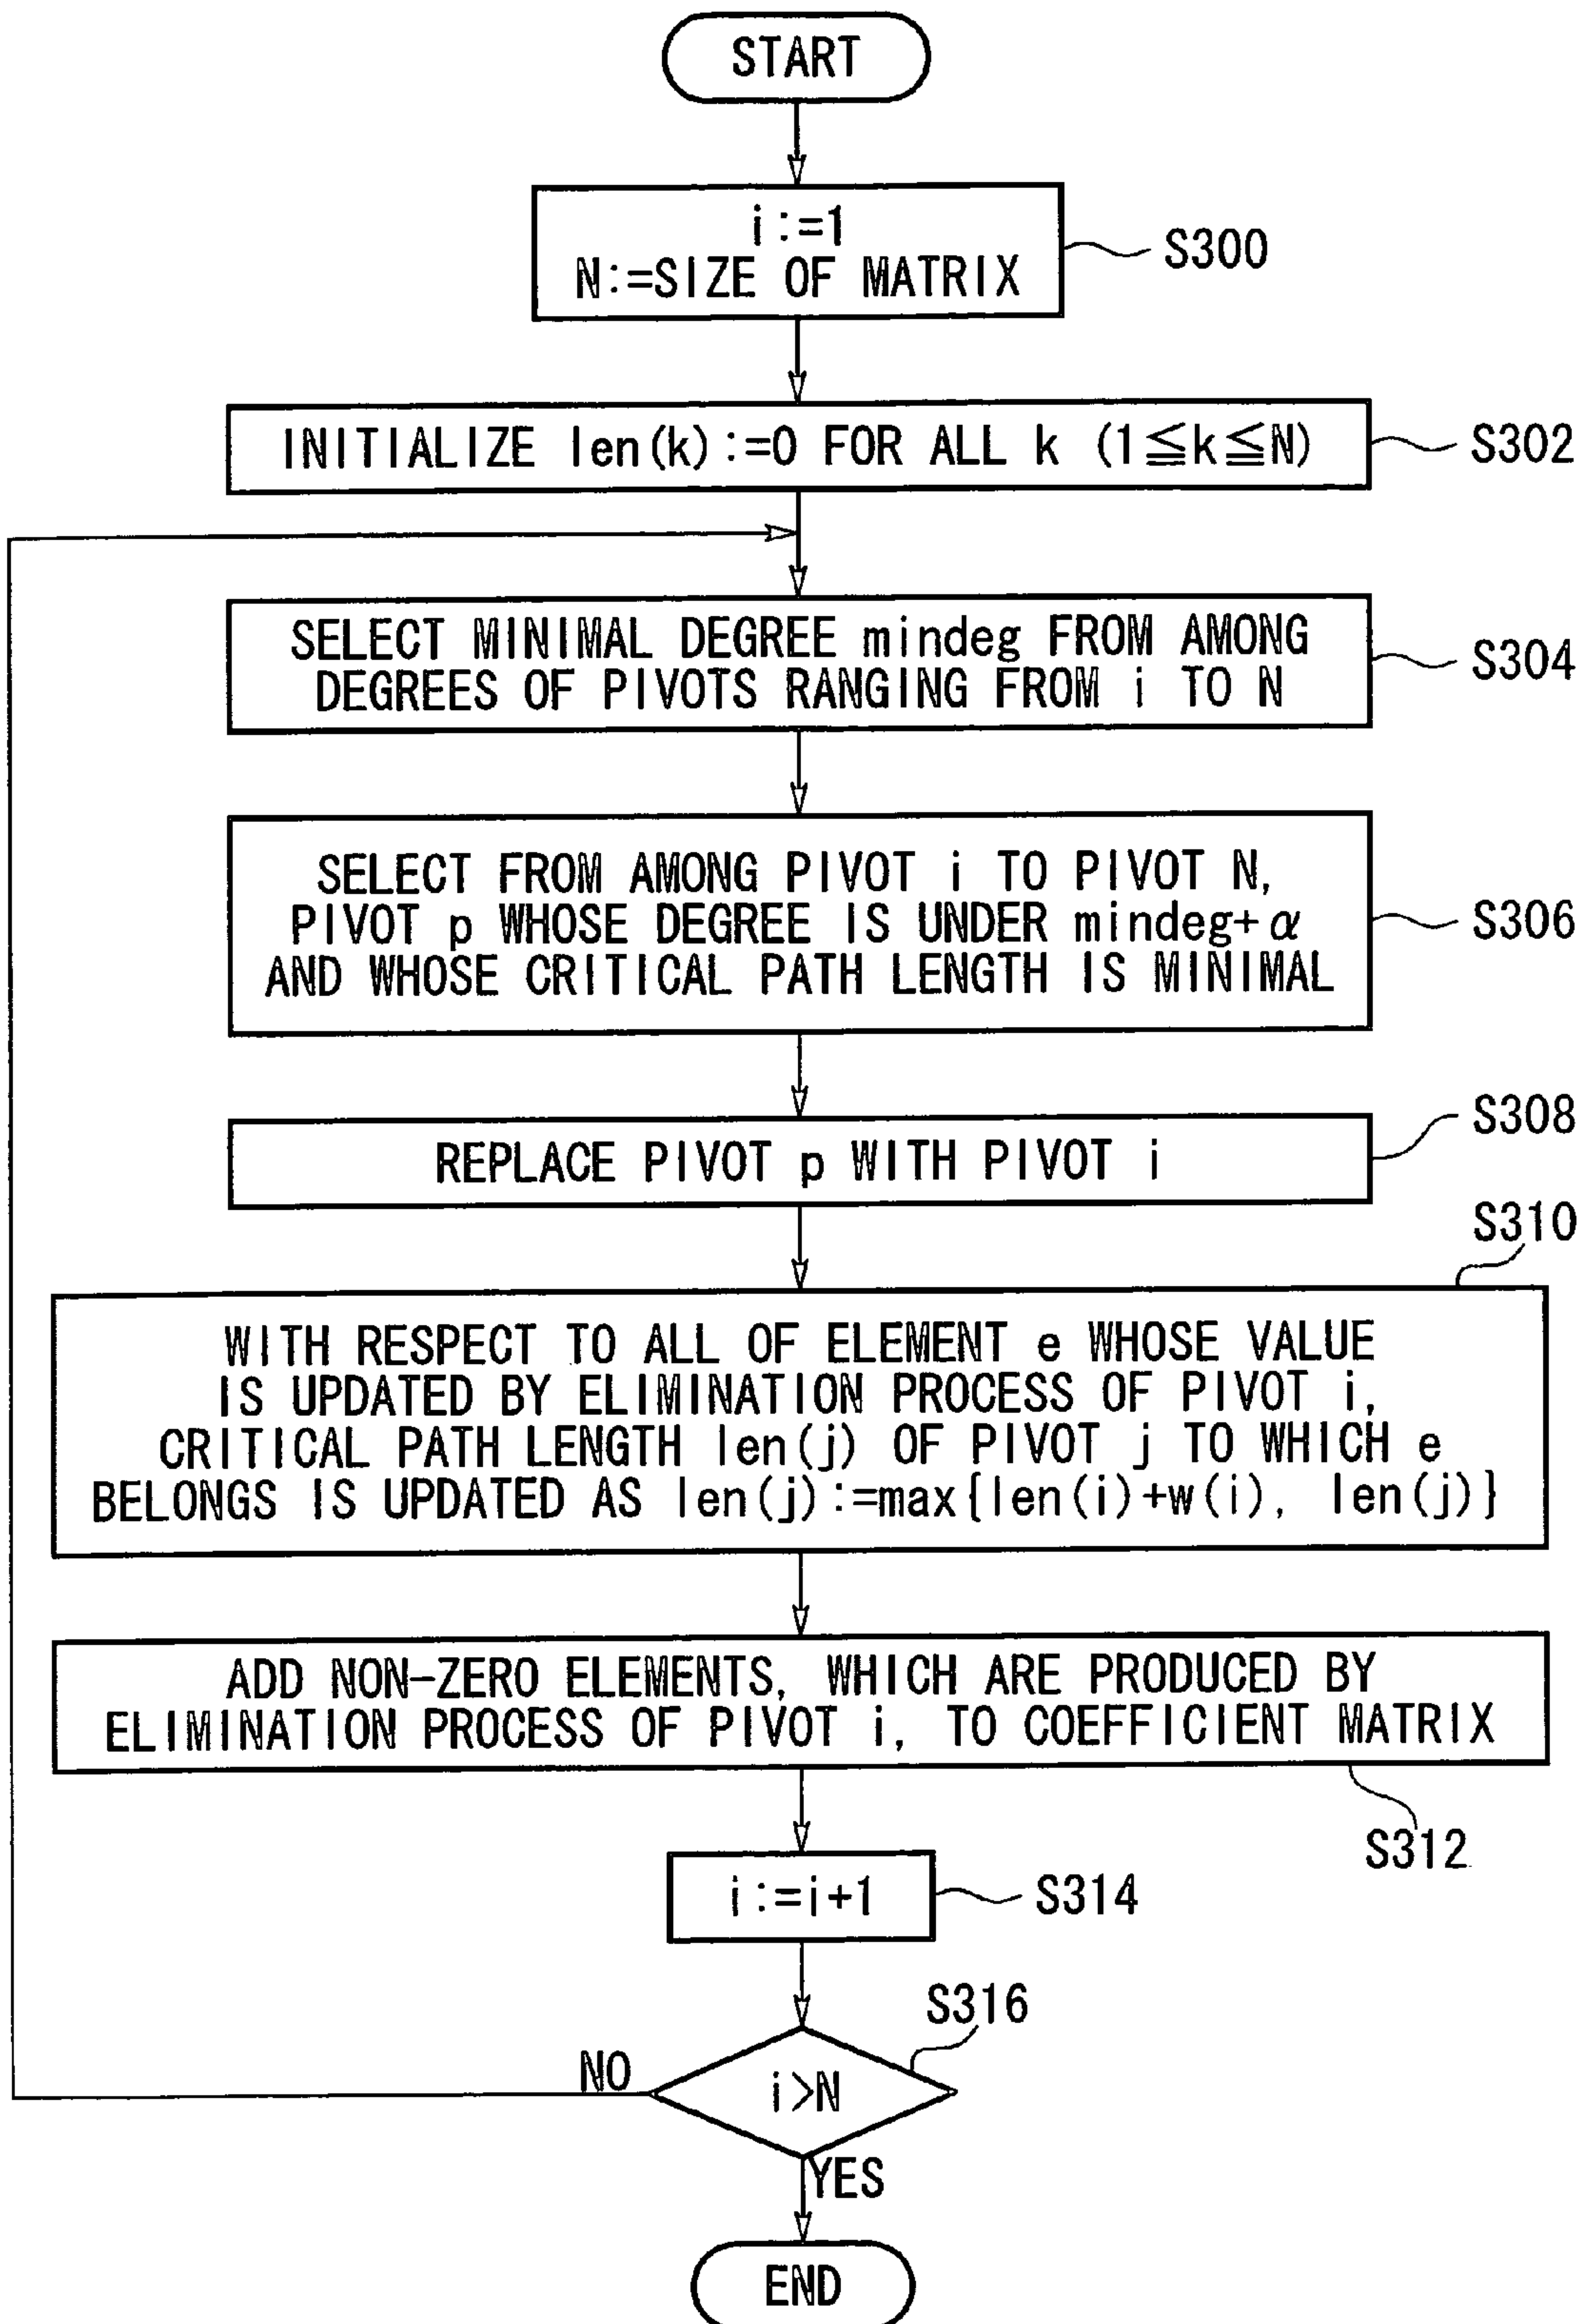 START
i:=1
N:=SIZE OF MATRIX
S300
INITIALIZE len(k):=0 FOR ALL k (1≦k≦N)
S302
SELECT MINIMAL DEGREE mindeg FROM AMONG
DEGREES OF PIVOTS RANGING FROM i TO N
S304
SELECT FROM AMONG PIVOT i TO PIVOT N,
PIVOT p WHOSE DEGREE IS UNDER mindeg+α
AND WHOSE CRITICAL PATH LENGTH IS MINIMAL
S306
REPLACE PIVOT p WITH PIVOT i
S308
S310
WITH RESPECT TO ALL OF ELEMENT e WHOSE VALUE
IS UPDATED BY ELIMINATION PROCESS OF PIVOT i,
CRITICAL PATH LENGTH len(j) OF PIVOT j TO WHICH e
BELONGS IS UPDATED AS len(j):=max{len(i)+w(i), len(j)}
ADD NON-ZERO ELEMENTS, WHICH ARE PRODUCED BY
ELIMINATION PROCESS OF PIVOT i, TO COEFFICIENT MATRIX
S312
i:=i+1
S314
S316
i>N
NO
YES
END